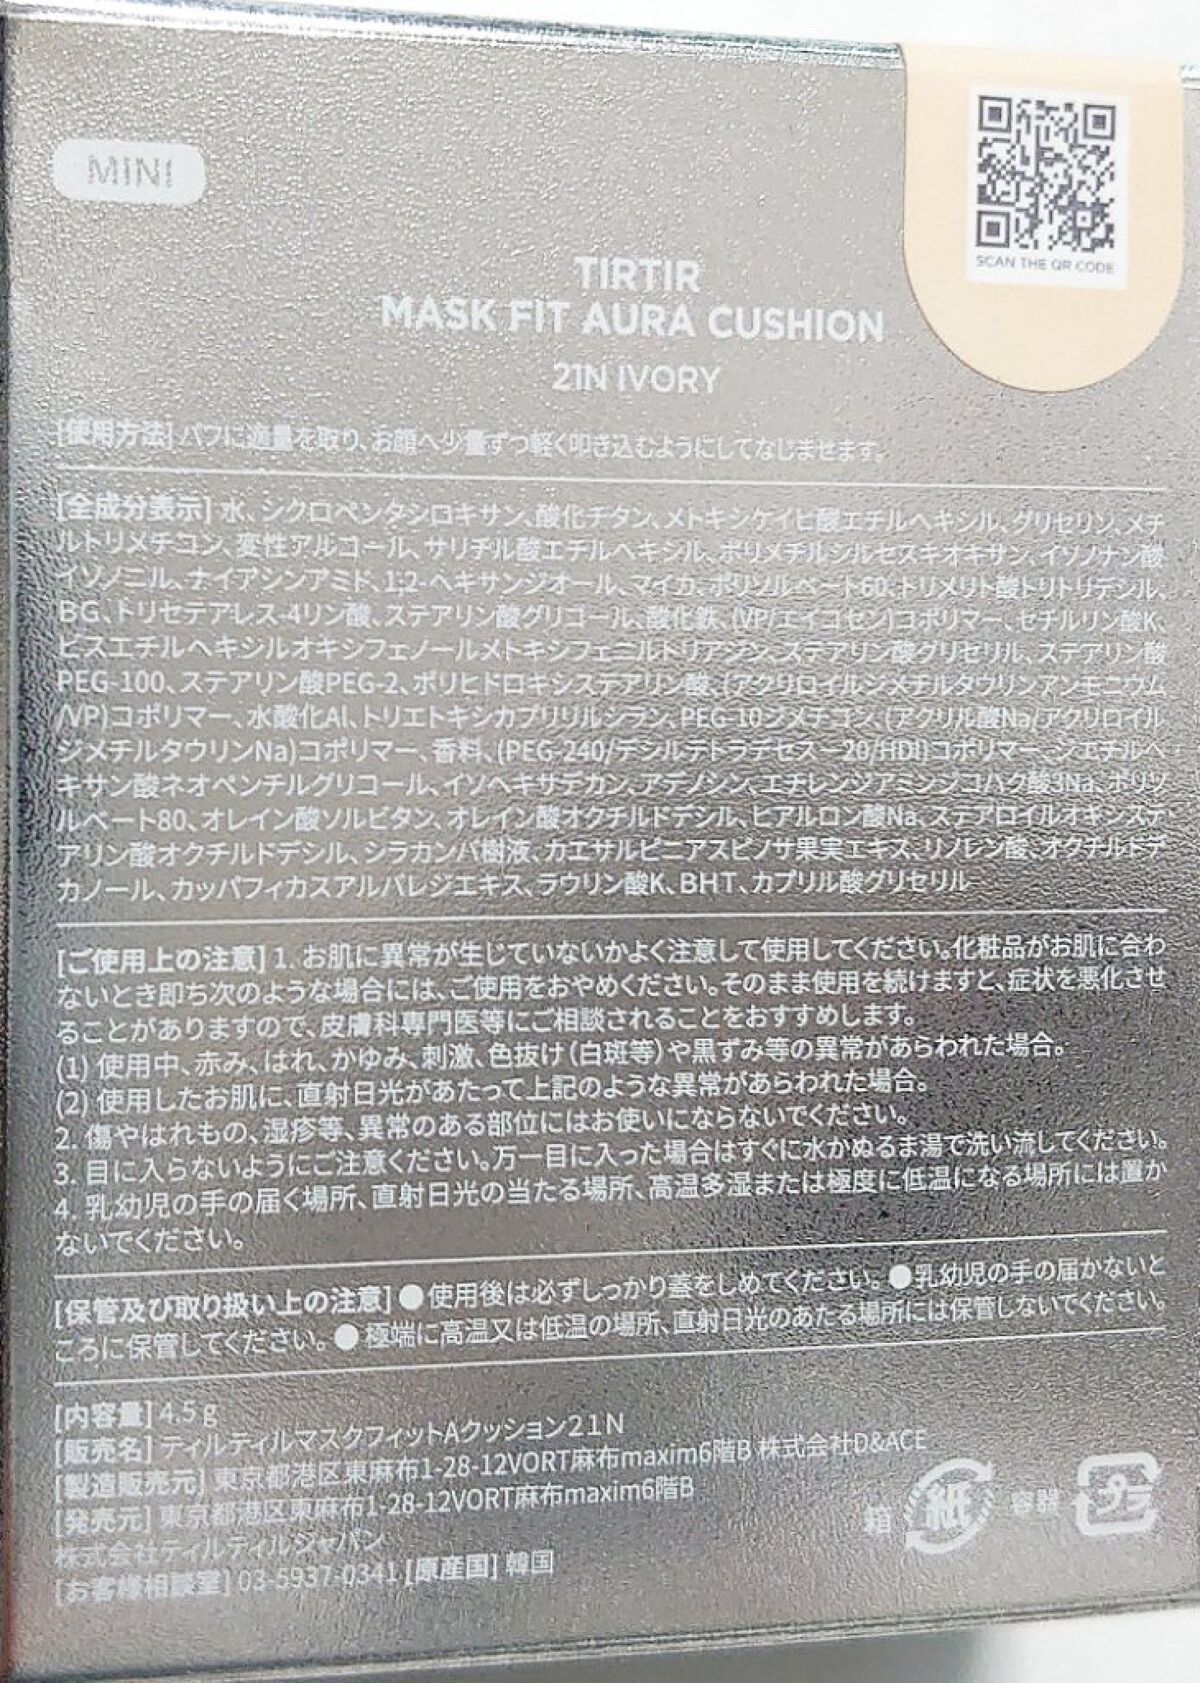 MINI
SCAN THE QR CODE
TIRTIR
MASK FIT AURA CUSHION
21N IVORY
[使用方法] パフに適量を取り、お顔へ少量ずつ軽く叩き込むようにしてなじませます。
[全成分表示] 水、シクロペンタシロキサン、酸化チタン、メトキシケイヒ酸エチルヘキシル、グリセリン、メチ
ルトリメチコン、変性アルコール、サリチル酸エチルヘキシル、ポリメチルシルセスキオキサン、イソノナン酸
イソノニル、ナイアシンアミド、1,2-ヘキサンジオール、マイカ、ポリソルベート60、トリメリト酸トリトリデシル、
BG、トリセテアレス-4リン酸、ステアリン酸グリコール、酸化鉄、(VP/エイコセン)コポリマー、セチルリン酸K、
ビスエチルヘキシルオキシフェノールメトキシフェニルトリアジン、ステアリン酸グリセリル、ステアリン酸
PEG-100、ステアリン酸PEG-2、ポリヒドロキシステアリン酸、(アクリロイルジメチルタウリンアンモニウム
/VP)コポリマー、水酸化Al、トリエトキシカプリリルシラン、PEG-10ジメチコン、(アクリル酸Na/アクリロイル
ジメチルタウリンNa)コポリマー、香料、(PEG-240/デシルテトラデセス-20/HDI)コポリマー、ジエチルヘ
キサン酸ネオペンチルグリコール、イソヘキサデカン、アデノシン、エチレンジアミンジコハク酸3Na、ポリソ
ルベート80、オレイン酸ソルビタン、オレイン酸オクチルドデシル、ヒアルロン酸Na、ステアロイルオキシステ
アリン酸オクチルドデシル、シラカンバ樹液、カエサルピニアスピノサ果実エキス、リノレン酸、オクチルドデ
カノール、カッパフィカスアルバレジエキス、ラウリン酸K、BHT、カプリル酸グリセリル
[ご使用上の注意] 1. お肌に異常が生じていないかよく注意して使用してください。化粧品がお肌に合わ
ないとき即ち次のような場合には、ご使用をおやめください。そのまま使用を続けますと、症状を悪化させ
ることがありますので、皮膚科専門医等にご相談されることをおすすめします。
(1) 使用中、赤み、はれ、かゆみ、刺激、色抜け（白斑等）や黒ずみ等の異常があらわれた場合。
(2) 使用したお肌に、直射日光があたって上記のような異常があらわれた場合。
2. 傷やはれもの、湿疹等、異常のある部位にはお使いにならないでください。
3. 目に入らないようにご注意ください。万一目に入った場合はすぐに水かぬるま湯で洗い流してください。
4. 乳幼児の手の届く場所、直射日光の当たる場所、高温多湿または極度に低温になる場所には置か
ないでください。
[保管及び取り扱い上の注意] ●使用後は必ずしっかり蓋をしめてください。●乳幼児の手の届かないと
ころに保管してください。●極端に高温又は低温の場所、直射日光のあたる場所には保管しないでください。
[内容量] 4.5 g
[販売名] ティルティルマスクフィットAクッション21N
[製造販売元] 東京都港区東麻布1-28-12VORT麻布maxim6階B 株式会社D&ACE
[発売元] 東京都港区東麻布1-28-12VORT麻布maxim6階B
株式会社ティルティルジャパン
[お客様相談室] 03-5937-0341 [原産国] 韓国
箱 紙 容器 プラ